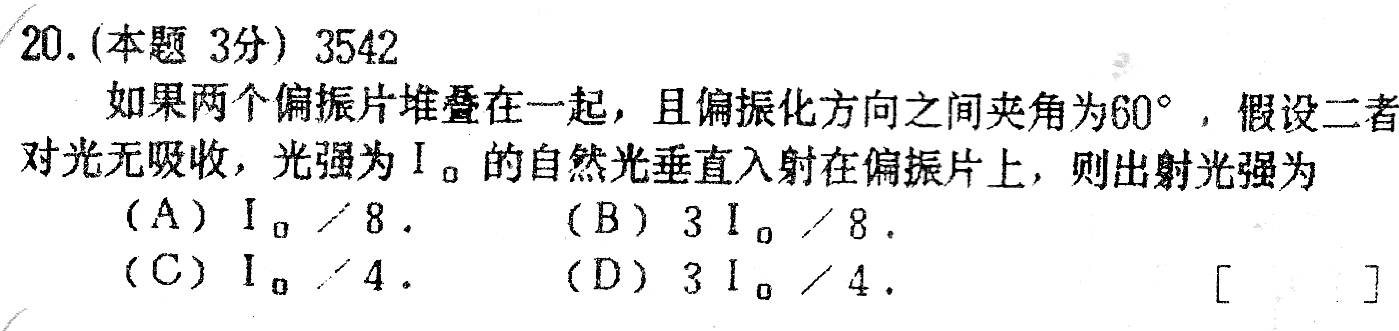 20.(本题 3分) 3542
如果两个偏振片堆叠在一起，且偏振化方向之间夹角为60°，假设二者
对光无吸收，光强为 I₀ 的自然光垂直入射在偏振片上，则出射光强为
(A) I₀ ／8．　(B) 3 I₀ ／8．
(C) I₀ ／4．　(D) 3 I₀ ／4．　[　　]